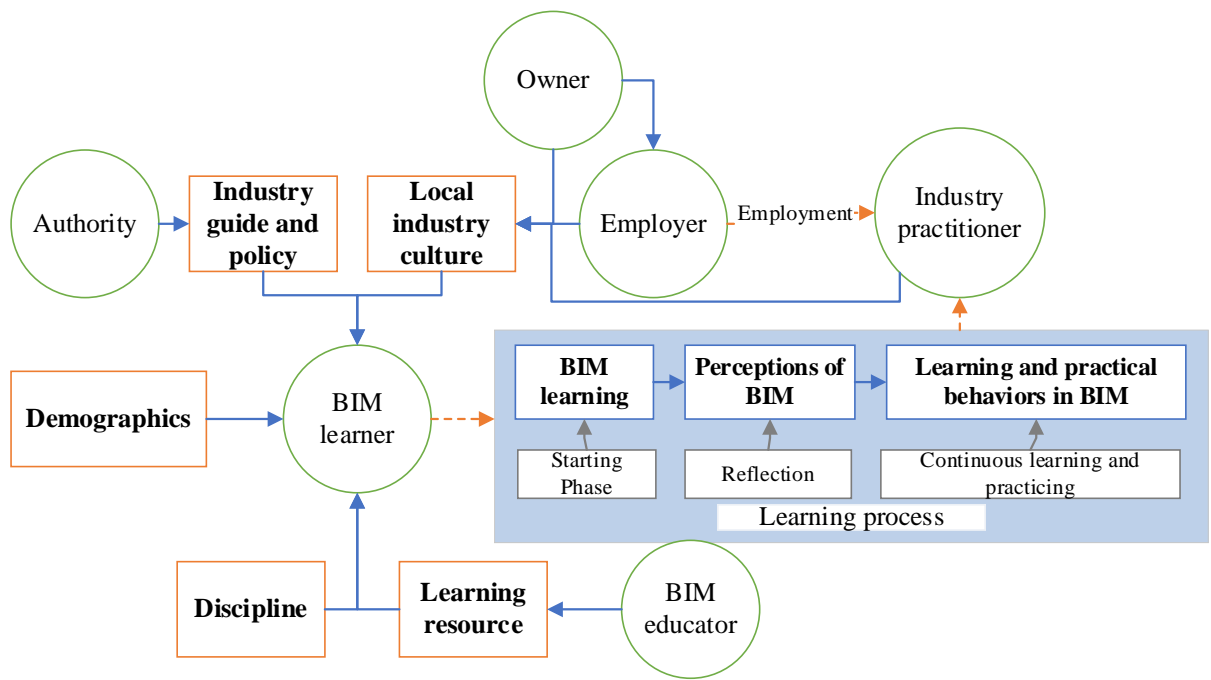 Owner
Authority
Industry
guide and
policy
Local
industry
culture
Employer
Employment
Industry
practitioner
Demographics
BIM
learner
BIM
learning
Perceptions of
BIM
Learning and practical
behaviors in BIM
Starting
Phase
Reflection
Continuous learning and
practicing
Learning process
Discipline
Learning
resource
BIM
educator